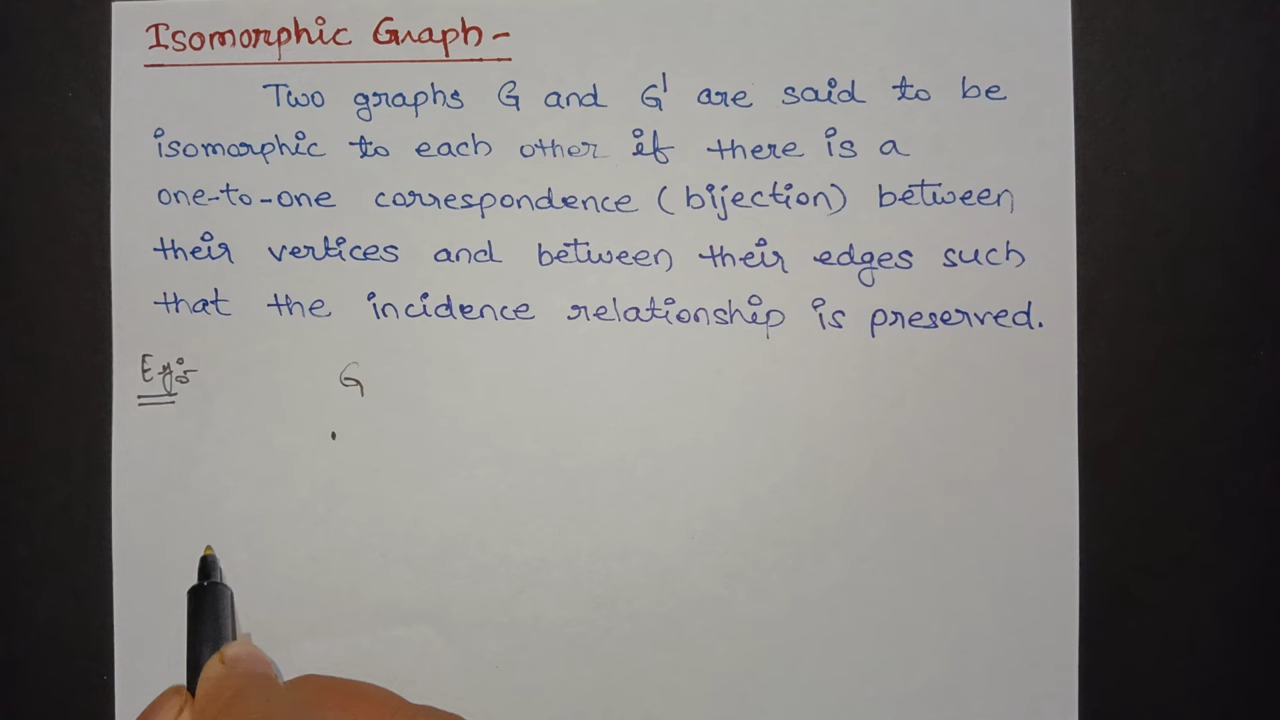 Isomorphic Graph-
Two graphs G and G' are said to be
isomorphic to each other if there is a
one-to-one correspondence (bijection) between
their vertices and between their edges such
that the incidence relationship is preserved.
Eg:-
G